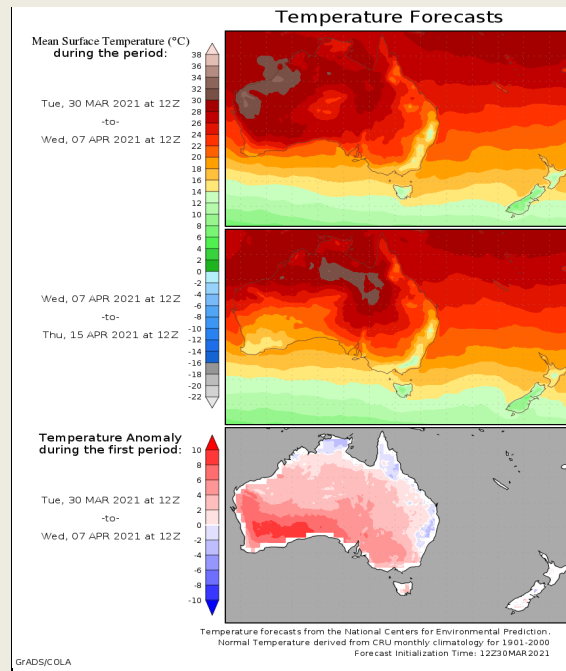 Temperature Forecasts
Mean Surface Temperature (°C)
during the period:
38
36
34
32
30
28
26
24
22
20
18
16
14
12
10
8
6
4
2
0
-2
-4
-6
-8
-10
-12
-14
-16
-18
-20
-22
Tue, 30 MAR 2021 at 12Z
-to-
Wed, 07 APR 2021 at 12Z
Wed, 07 APR 2021 at 12Z
-to-
Thu, 15 APR 2021 at 12Z
Temperature Anomaly
during the first period:
10
8
6
4
2
0
-2
-4
-6
-8
-10
Tue, 30 MAR 2021 at 12Z
-to-
Wed, 07 APR 2021 at 12Z
Temperature forecasts from the National Centers for Environmental Prediction.
Normal Temperature derived from CRU monthly climatology for 1901-2000
Forecast Initialization Time: 12Z30MAR2021
GrADS/COLA